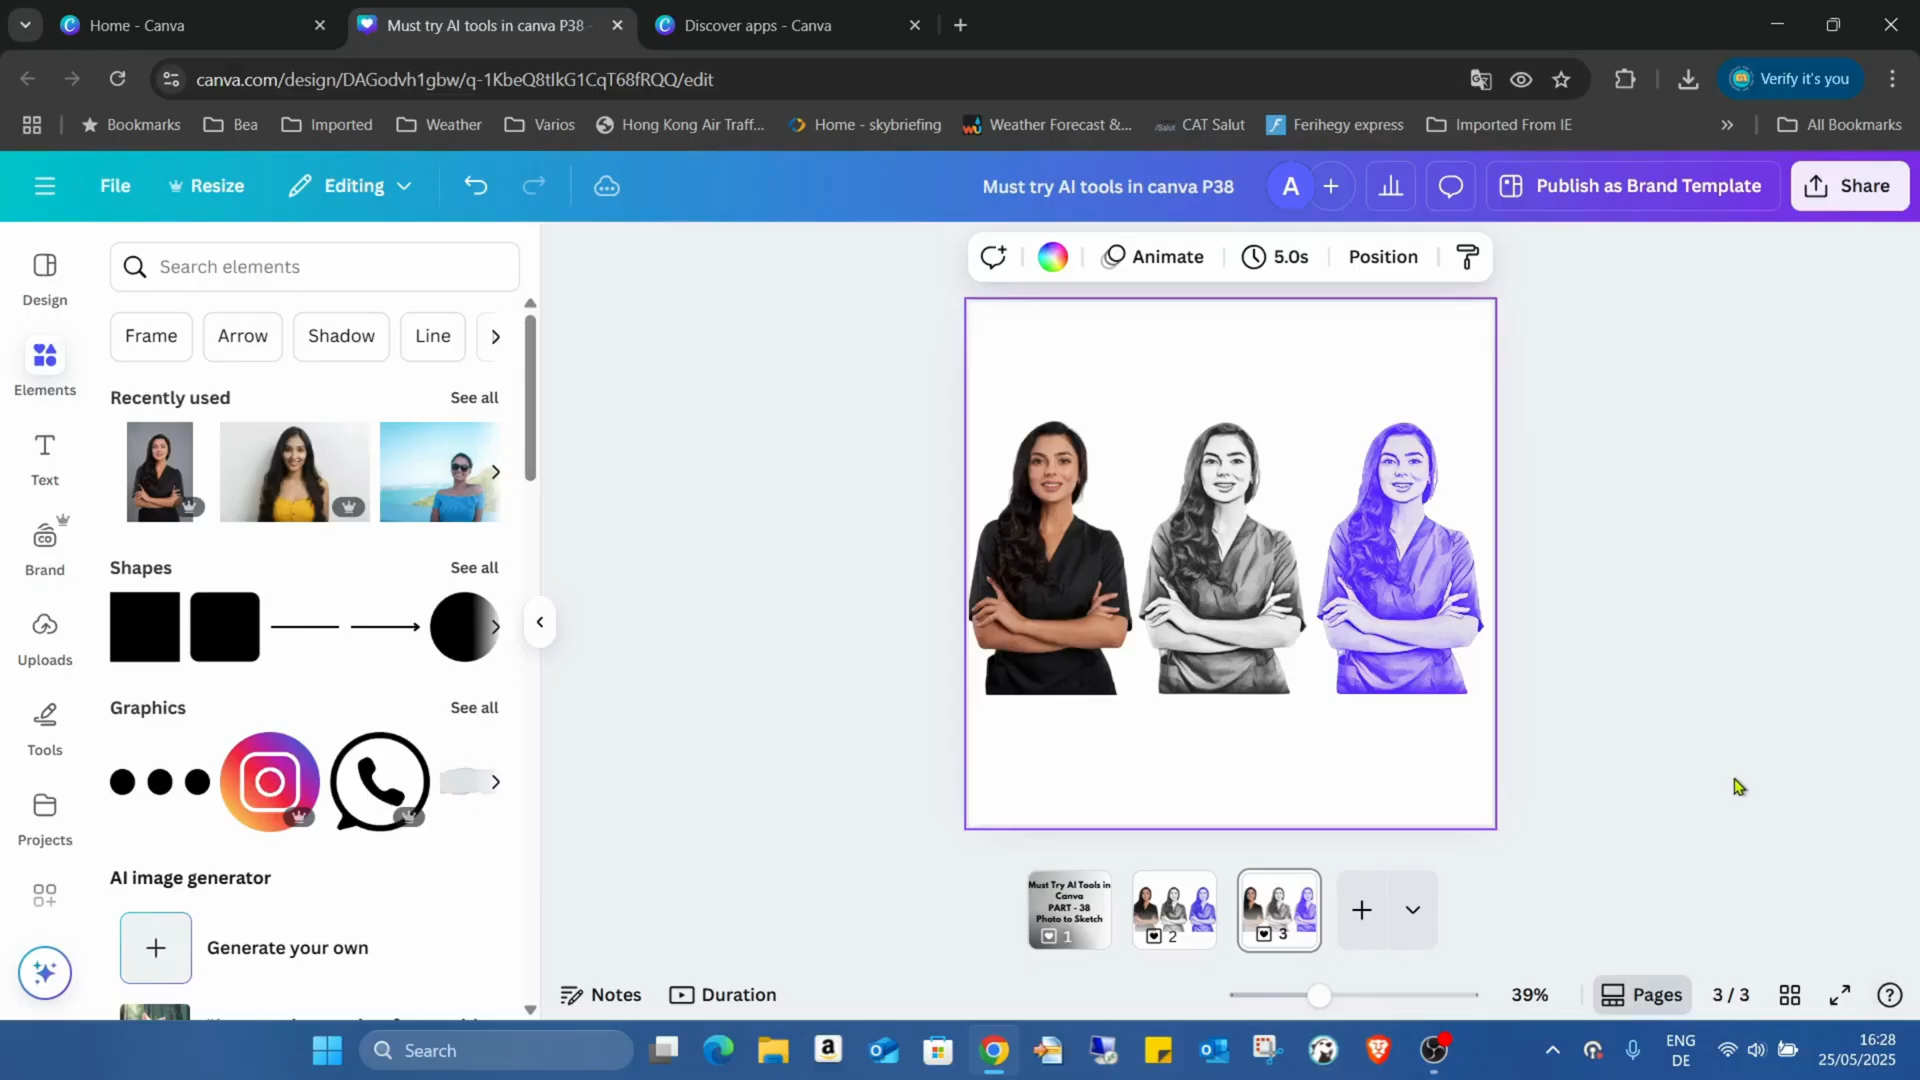 Home - Canva
Must try AI tools in canva P38 -
Discover apps - Canva
canva.com/design/DAGodvh1gbw/q-1KbeQ8tIkG1CqT68fRQQ/edit
Verify it's you
Bookmarks
Bea
Imported
Weather
Varios
Hong Kong Air Traff...
Home - skybriefing
Weather Forecast &...
CAT Salut
Ferihegy express
Imported From IE
»
All Bookmarks
File
Resize
Editing
Must try AI tools in canva P38
A
Publish as Brand Template
Share
Design
Elements
Text
Brand
Uploads
Tools
Projects
Search elements
Frame
Arrow
Shadow
Line
Recently used
See all
Shapes
See all
Graphics
See all
AI image generator
Generate your own
Animate
5.0s
Position
Must Try AI Tools in
Canva
PART - 38
Photo to Sketch
1
2
3
Notes
Duration
39%
Pages
3 / 3
Search
ENG
DE
16:28
25/05/2025